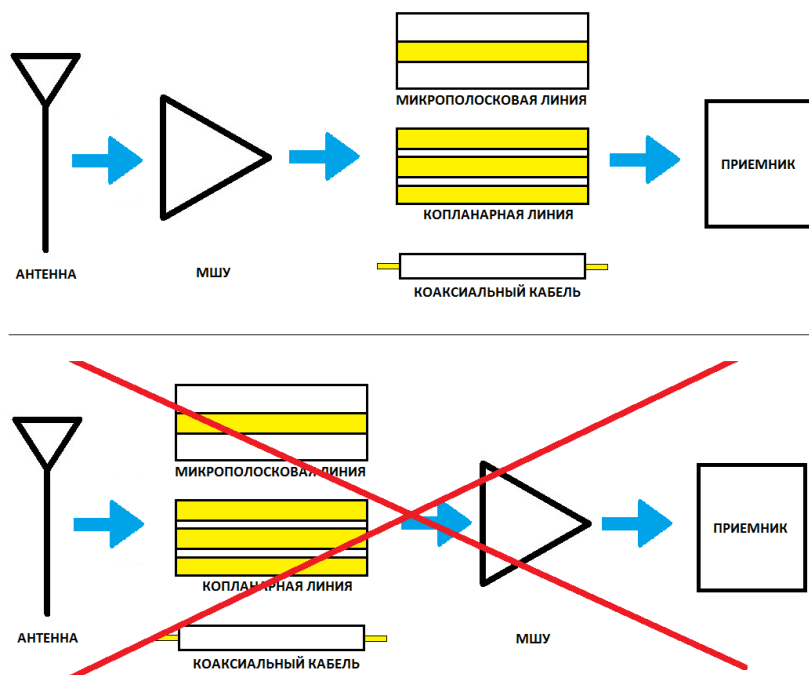 МИКРОПОЛОСКОВАЯ ЛИНИЯ
ПРИЕМНИК
КОПЛАНАРНАЯ ЛИНИЯ
АНТЕННА
МШУ
КОАКСИАЛЬНЫЙ КАБЕЛЬ
МИКРОПОЛОСКОВАЯ ЛИНИЯ
ПРИЕМНИК
КОПЛАНАРНАЯ ЛИНИЯ
АНТЕННА
МШУ
КОАКСИАЛЬНЫЙ КАБЕЛЬ